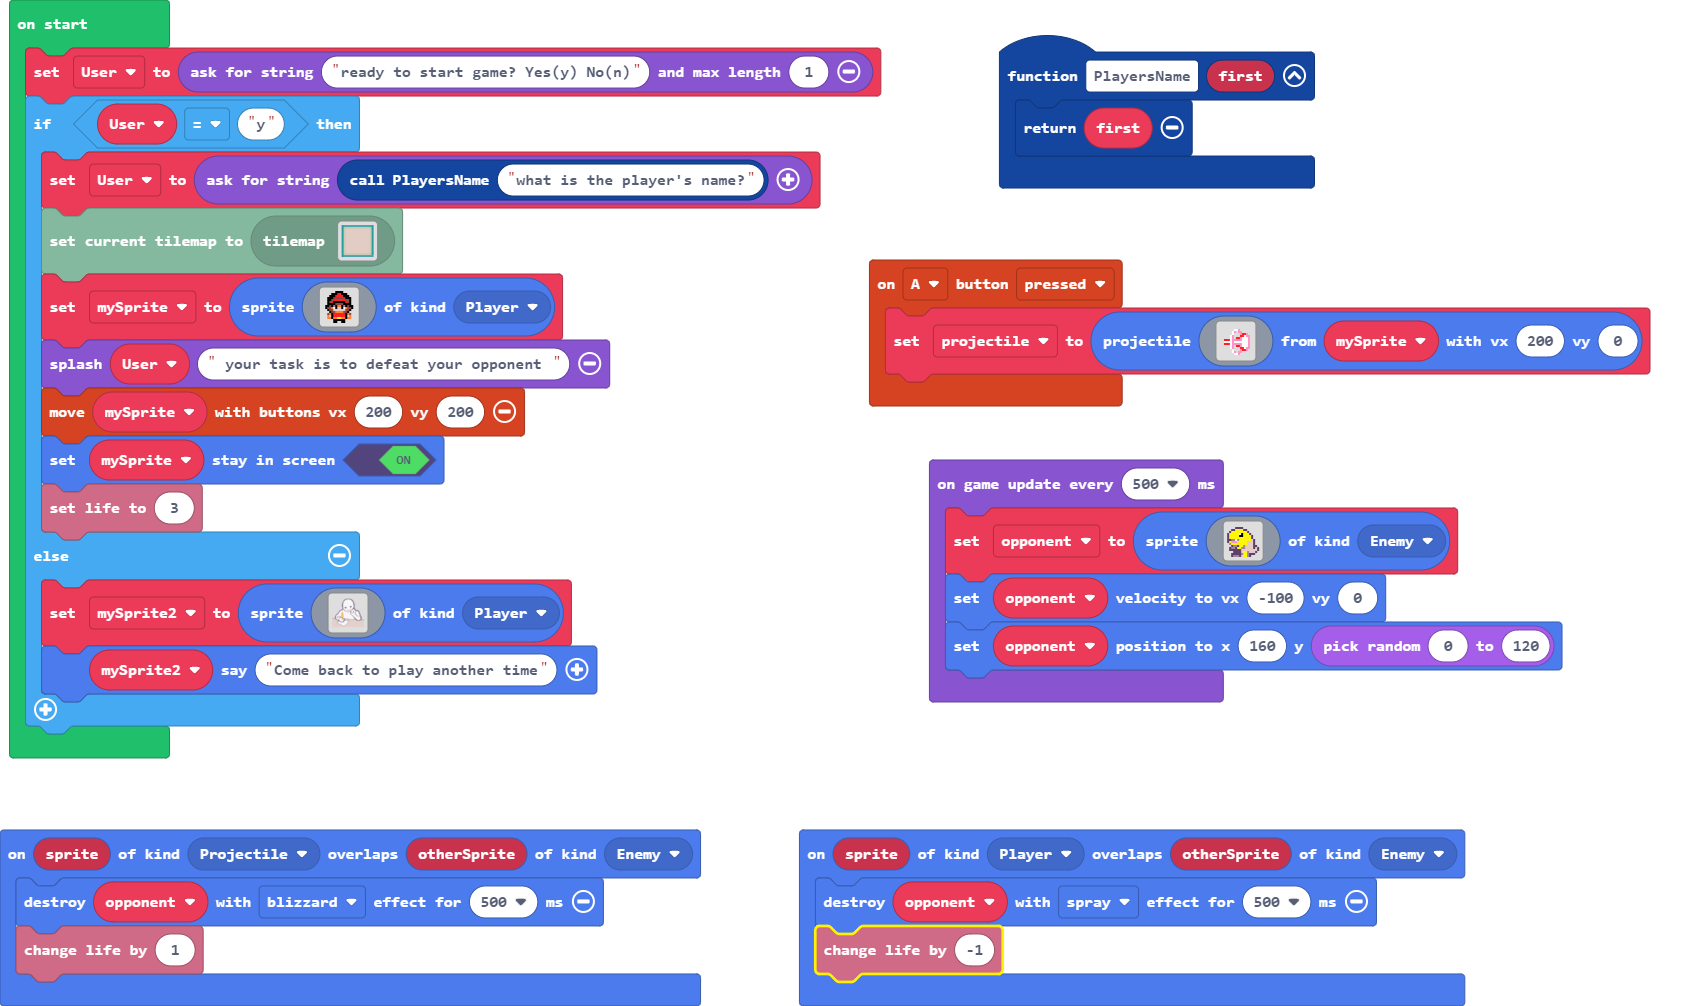 on start
set User to ask for string "ready to start game? Yes(y) No(n)" and max length 1
if User = "y" then
set User to ask for string call PlayersName "what is the player's name?"
set current tilemap to tilemap
set mySprite to sprite of kind Player
splash User " your task is to defeat your opponent "
move mySprite with buttons vx 200 vy 200
set mySprite stay in screen ON
set life to 3
else
set mySprite2 to sprite of kind Player
mySprite2 say "Come back to play another time"
function PlayersName first
return first
on A button pressed
set projectile to projectile from mySprite with vx 200 vy 0
on game update every 500 ms
set opponent to sprite of kind Enemy
set opponent velocity to vx -100 vy 0
set opponent position to x 160 y pick random 0 to 120
on sprite of kind Projectile overlaps otherSprite of kind Enemy
destroy opponent with blizzard effect for 500 ms
change life by 1
on sprite of kind Player overlaps otherSprite of kind Enemy
destroy opponent with spray effect for 500 ms
change life by -1